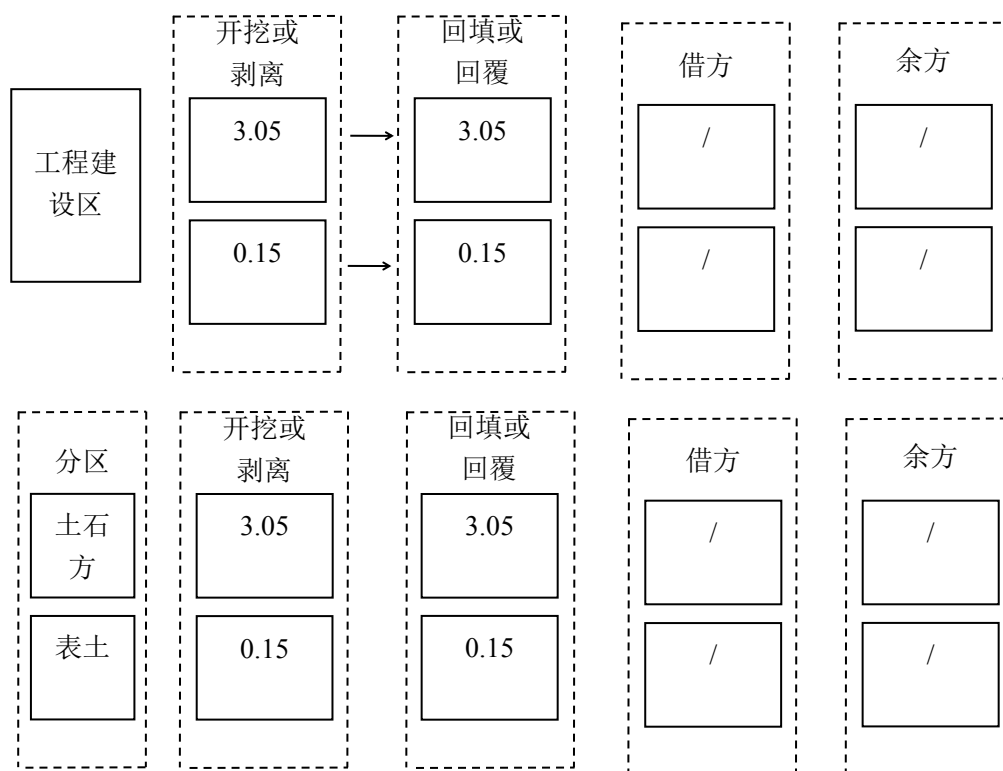 开挖或
剥离
回填或
回覆
借方
余方
工程建
设区
3.05
3.05
/
/
0.15
0.15
/
/
分区
开挖或
剥离
回填或
回覆
借方
余方
土石
方
3.05
3.05
/
/
表土
0.15
0.15
/
/